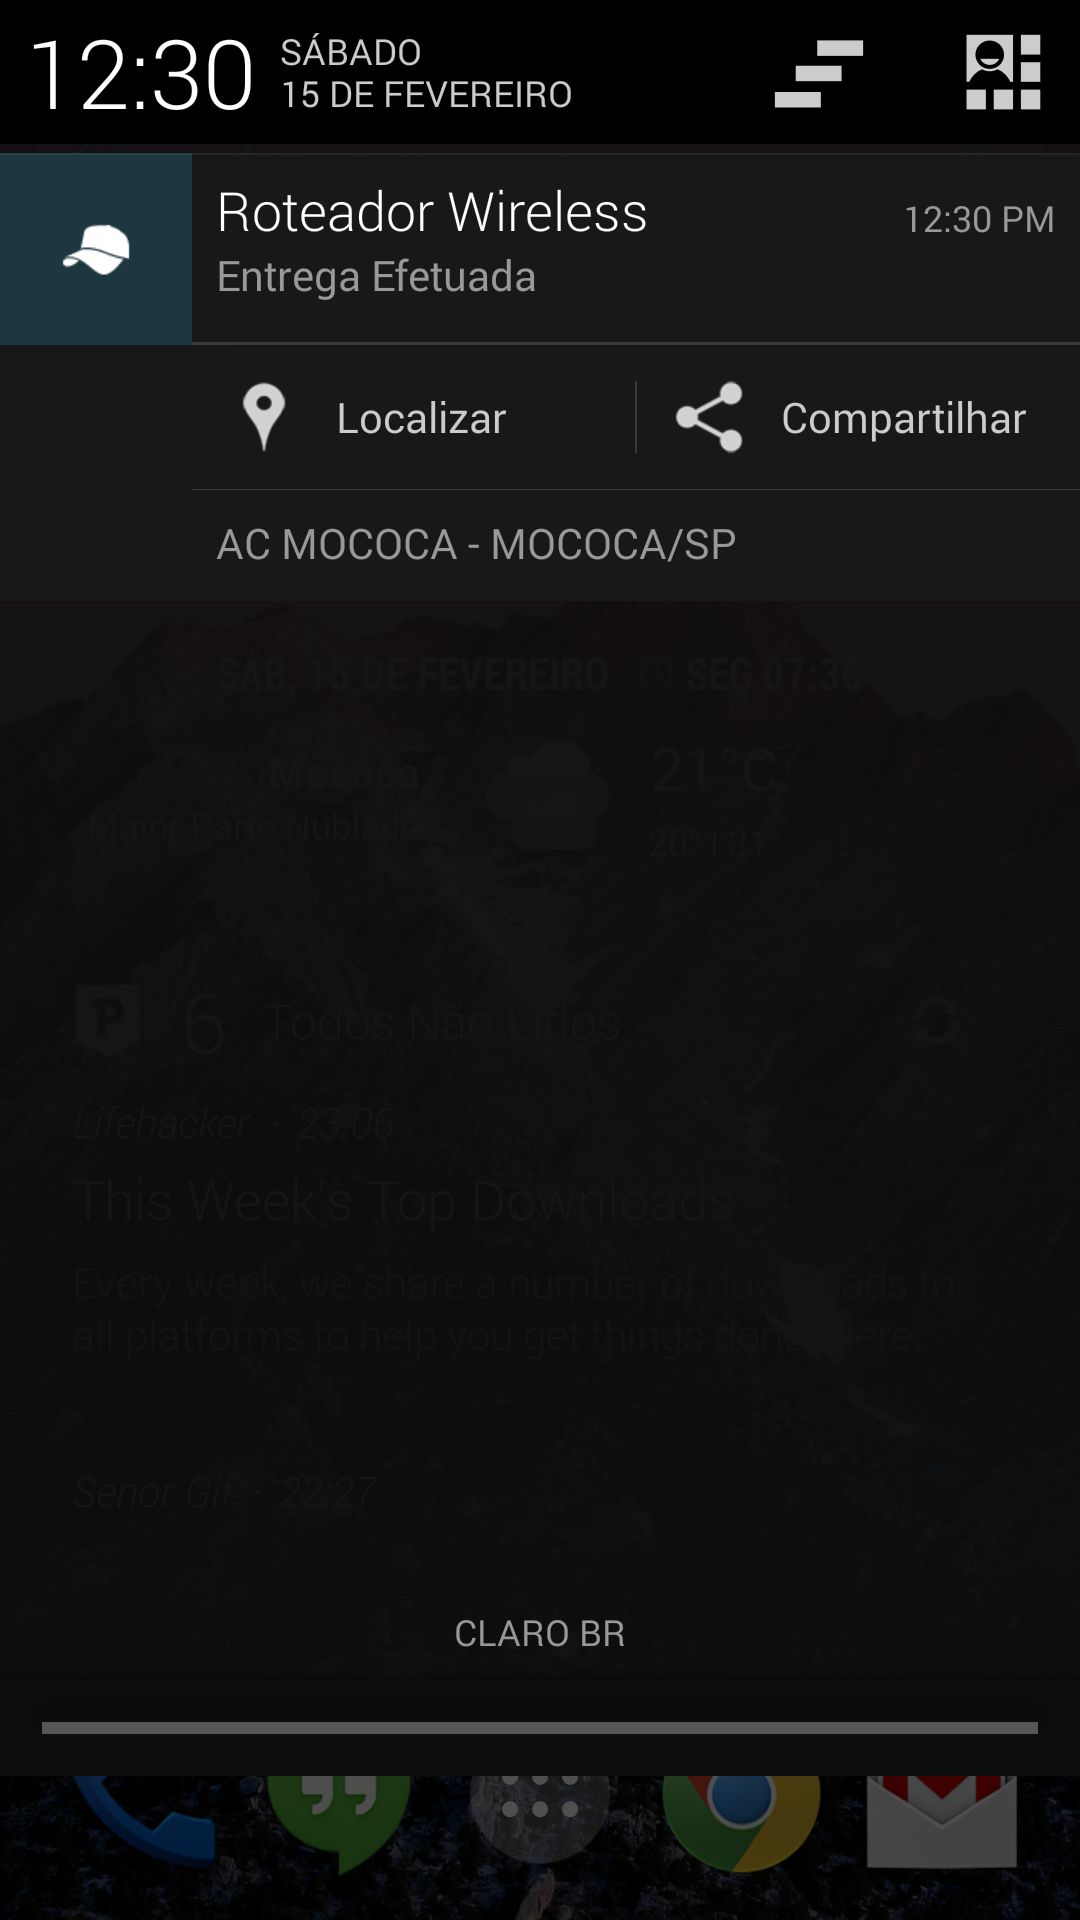 12:30
SÁBADO
15 DE FEVEREIRO
Roteador Wireless
12:30 PM
Entrega Efetuada
Localizar
Compartilhar
AC MOCOCA - MOCOCA/SP
SÁB, 15 DE FEVEREIRO SEG 07:30
Mococa
21°C
Maior Parte Nublado
20° | 31°
6 Todos Não Lidos
Lifehacker · 23:06
This Week's Top Downloads
Every week, we share a number of downloads for
all platforms to help you get things done. Here...
Senor Gif · 22:27
CLARO BR